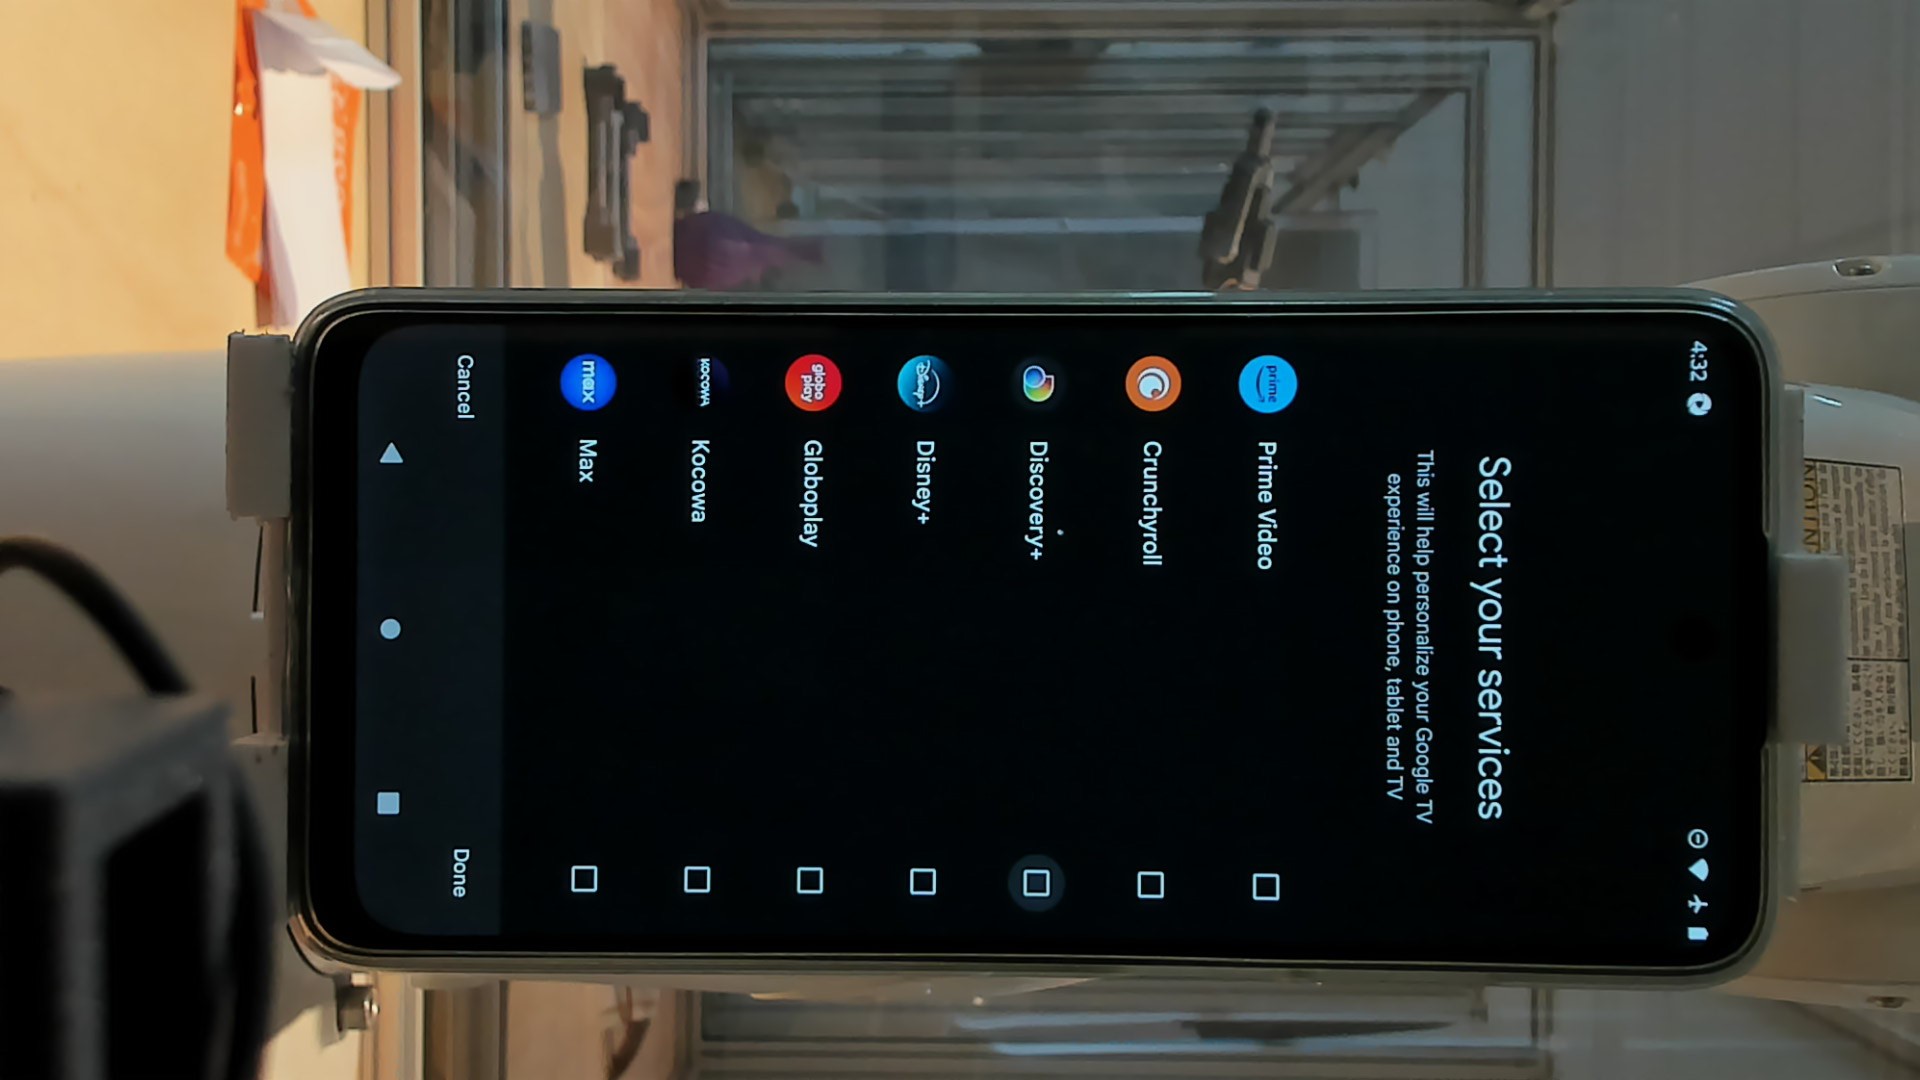 4:32
Select your services
This will help personalize your Google TV
experience on phone, tablet and TV
prime
Prime Video
Crunchyroll
Discovery+
Disney+
Disney+
globo
play
Globoplay
KOCOWA
Kocowa
max
Max
Cancel
Done